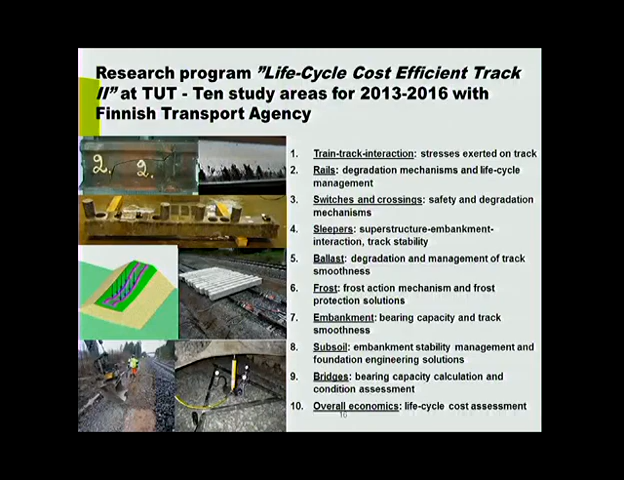 Research program ”Life-Cycle Cost Efficient Track
II” at TUT - Ten study areas for 2013-2016 with
Finnish Transport Agency
2. 2.
1. Train-track-interaction: stresses exerted on track
2. Rails: degradation mechanisms and life-cycle
management
3. Switches and crossings: safety and degradation
mechanisms
4. Sleepers: superstructure-embankment-
interaction, track stability
5. Ballast: degradation and management of track
smoothness
6. Frost: frost action mechanism and frost
protection solutions
7. Embankment: bearing capacity and track
smoothness
8. Subsoil: embankment stability management and
foundation engineering solutions
9. Bridges: bearing capacity calculation and
condition assessment
10. Overall economics: life-cycle cost assessment
16